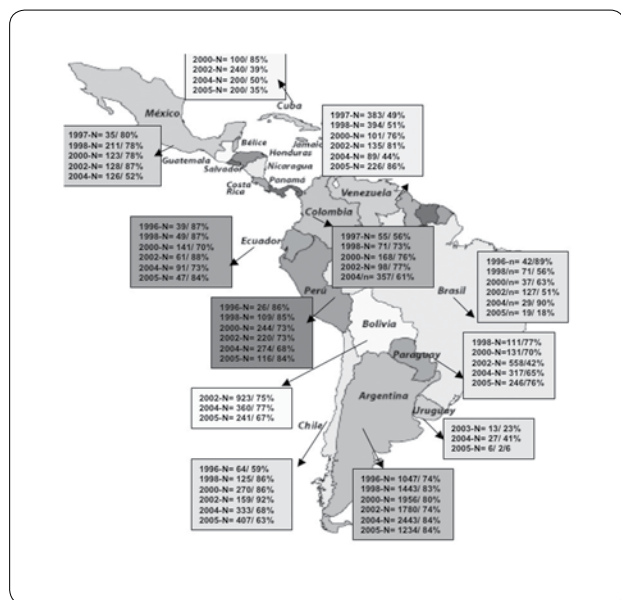 2000-N= 100/ 85%
2002-N= 240/ 39%
2004-N= 200/ 50%
2005-N= 200/ 35%
Cuba
México
1997-N= 35/ 80%
1998-N= 211/ 78%
2000-N= 123/ 78%
2002-N= 128/ 87%
2004-N= 126/ 52%
Bélice
Jamaic
Honduras
Guatemala
Nicaragua
Salvador
Costa
Rica
Panamá
1997-N= 383/ 49%
1998-N= 394/ 51%
2000-N= 101/ 76%
2002-N= 135/ 81%
2004-N= 89/ 44%
2005-N= 226/ 86%
Venezuela
Colombia
1996-N= 39/ 87%
1998-N= 49/ 87%
2000-N= 141/ 70%
2002-N= 61/ 88%
2004-N= 91/ 73%
2005-N= 47/ 84%
Ecuador
1997-N= 55/ 56%
1998-N= 71/ 73%
2000-N= 168/ 76%
2002-N= 98/ 77%
2004/n= 357/ 61%
1996-n= 42/89%
1998/n= 71/ 56%
2000/n= 37/ 63%
2002/n= 127/ 51%
2004/n= 29/ 90%
2005/n= 19/ 18%
Brasil
Perú
1996-N= 26/ 86%
1998-N= 109/ 85%
2000-N= 244/ 73%
2002-N= 220/ 73%
2004-N= 274/ 68%
2005-N= 116/ 84%
Bolivia
1998-N=111/77%
2000-N=131/70%
2002-N= 558/42%
2004-N= 317/65%
2005-N= 246/76%
Paraguay
2002-N= 923/ 75%
2004-N= 360/ 77%
2005-N= 241/ 67%
Argentina
Uruguay
Chile
2003-N= 13/ 23%
2004-N= 27/ 41%
2005-N= 6/ 2/6
1996-N= 64/ 59%
1998-N= 125/ 86%
2000-N= 270/ 86%
2002-N= 159/ 92%
2004-N= 333/ 68%
2005-N= 407/ 63%
1996-N= 1047/ 74%
1998-N= 1443/ 83%
2000-N= 1956/ 80%
2002-N= 1780/ 74%
2004-N= 2443/ 84%
2005-N= 1234/ 84%